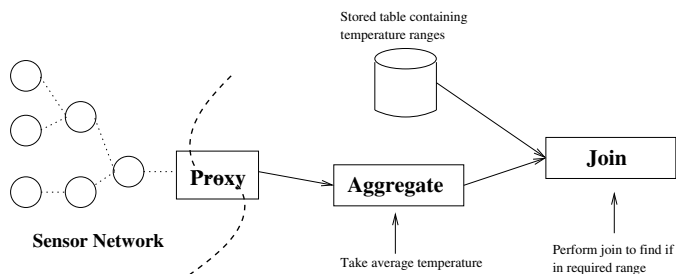 Stored table containing
temperature ranges
Proxy
Aggregate
Join
Sensor Network
Take average temperature
Perform join to find if
in required range